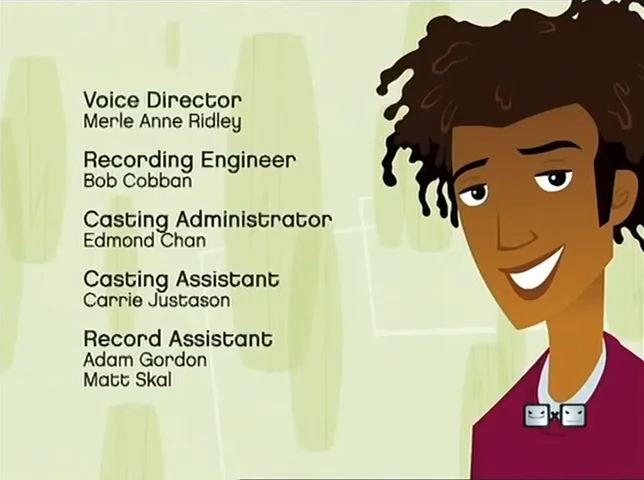 Voice Director
Merle Anne Ridley
Recording Engineer
Bob Cobban
Casting Administrator
Edmond Chan
Casting Assistant
Carrie Justason
Record Assistant
Adam Gordon
Matt Skal